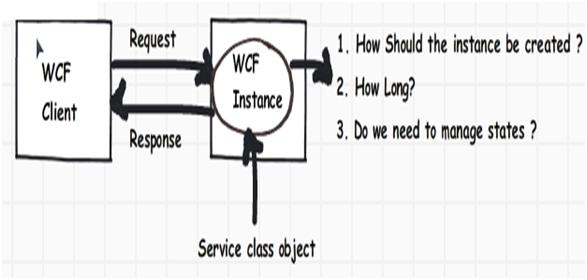 WCF
Client
Request
Response
WCF
Instance
Service class object
1. How Should the instance be created ?
2. How Long?
3. Do we need to manage states ?